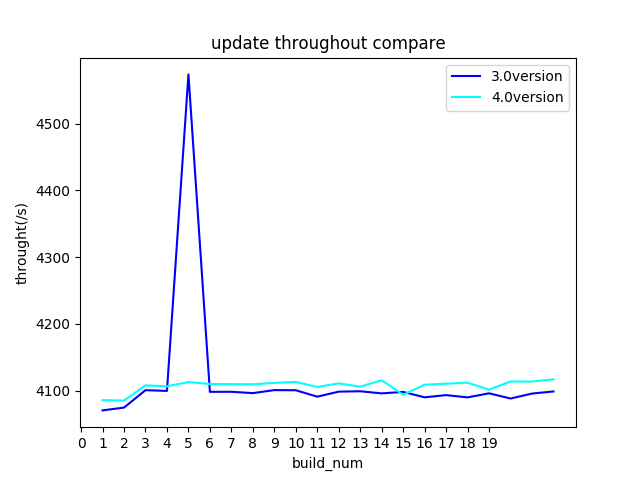 update throughout compare
3.0version
4.0version
4500
4400
4300
4200
4100
throught(/s)
0 1 2 3 4 5 6 7 8 9 10 11 12 13 14 15 16 17 18 19
build_num